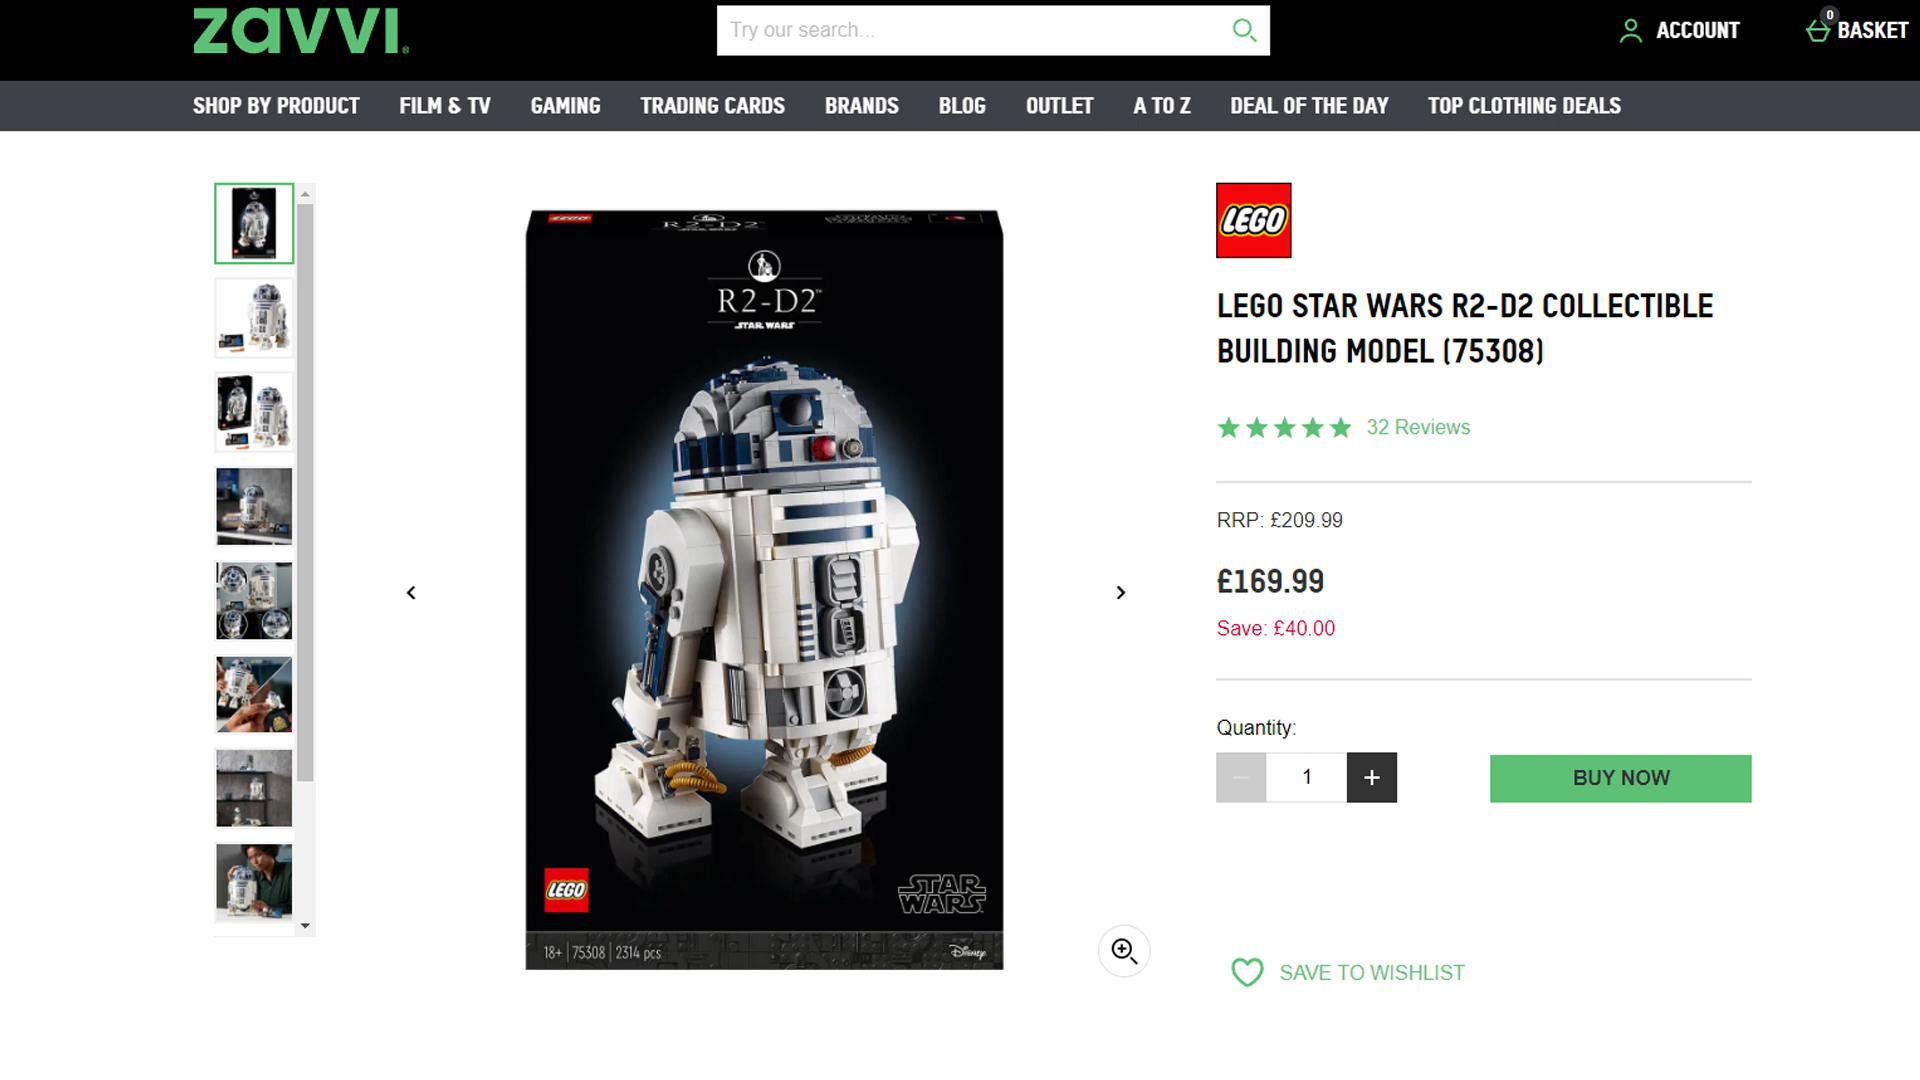 zavvi
Try our search...
ACCOUNT
0
BASKET
SHOP BY PRODUCT
FILM & TV
GAMING
TRADING CARDS
BRANDS
BLOG
OUTLET
A TO Z
DEAL OF THE DAY
TOP CLOTHING DEALS
LEGO
R2-D2
R2-D2™
STAR WARS
LEGO
STAR
WARS
18+ | 75308 | 2314 pcs
Disney
LEGO
LEGO STAR WARS R2-D2 COLLECTIBLE
BUILDING MODEL (75308)
32 Reviews
RRP: £209.99
£169.99
Save: £40.00
Quantity:
− 1 +
BUY NOW
SAVE TO WISHLIST